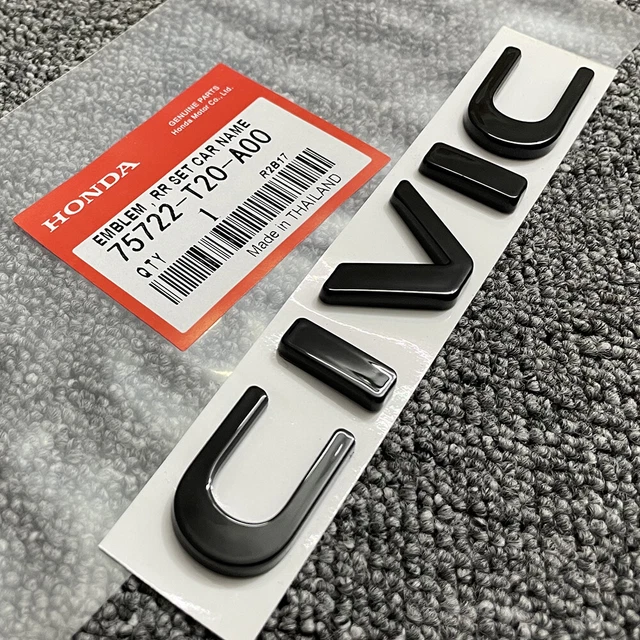 GENUINE PARTS
Honda Motor Co., Ltd.
HONDA
EMBLEM , RR SET CAR NAME
75722-T20-A00
QTY 1
R2B17
Made in THAILAND
CIVIC